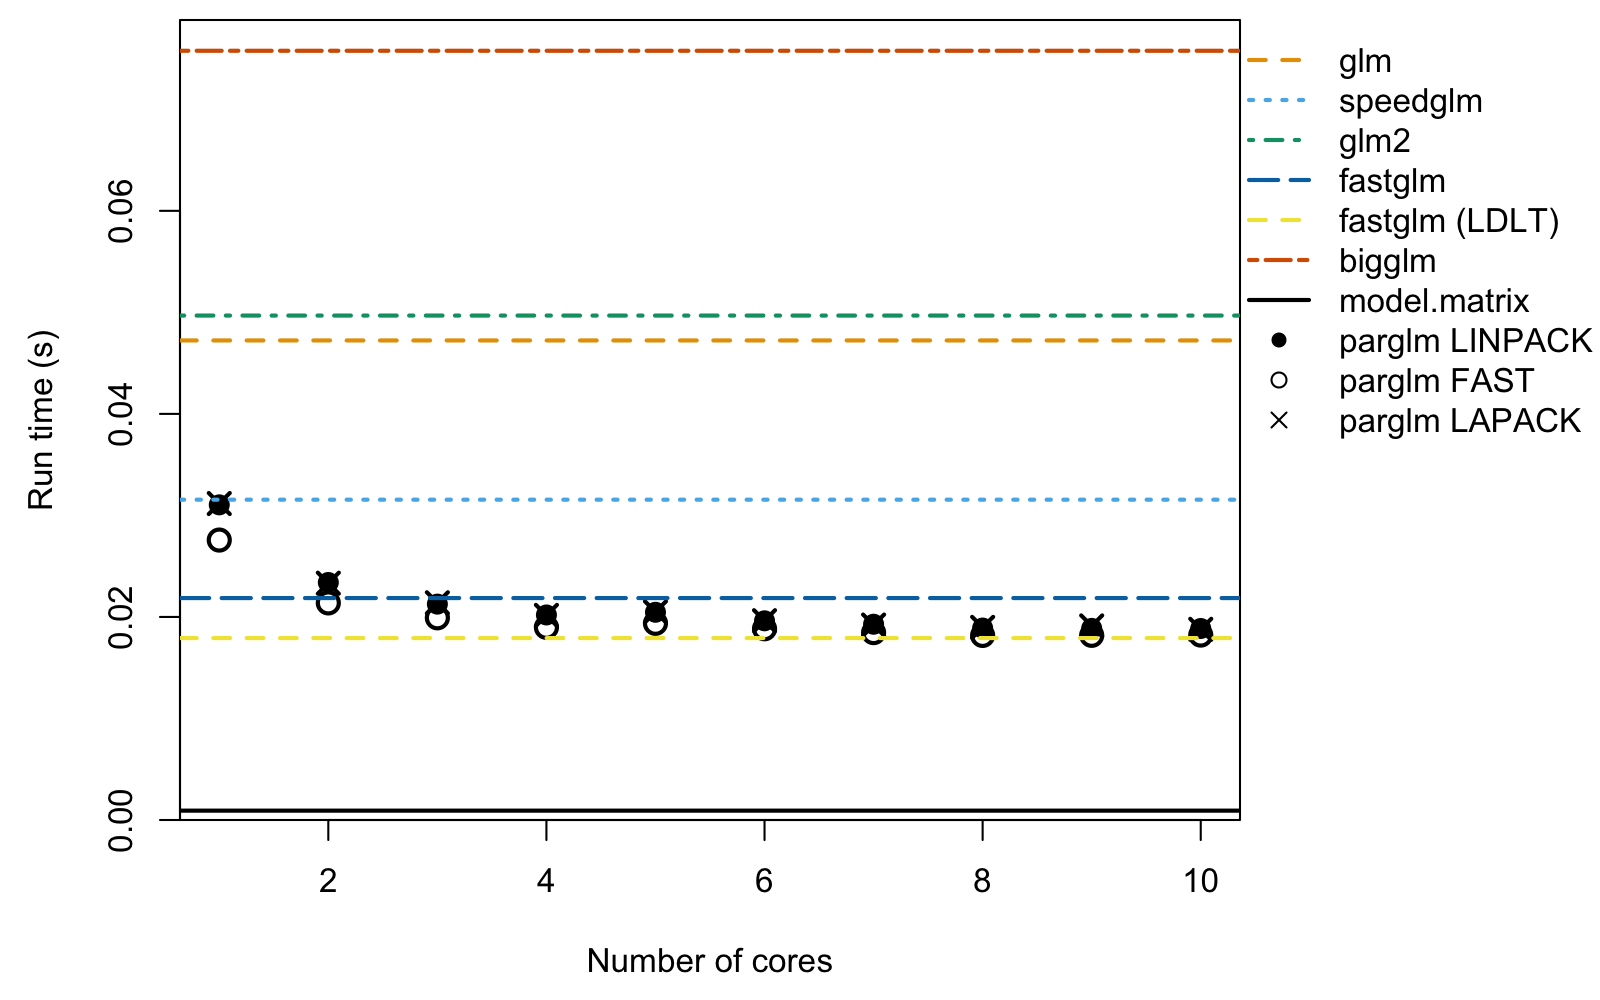 Run time (s)
0.06
0.04
0.02
0.00
2 4 6 8 10
Number of cores
glm
speedglm
glm2
fastglm
fastglm (LDLT)
bigglm
model.matrix
parglm LINPACK
parglm FAST
parglm LAPACK